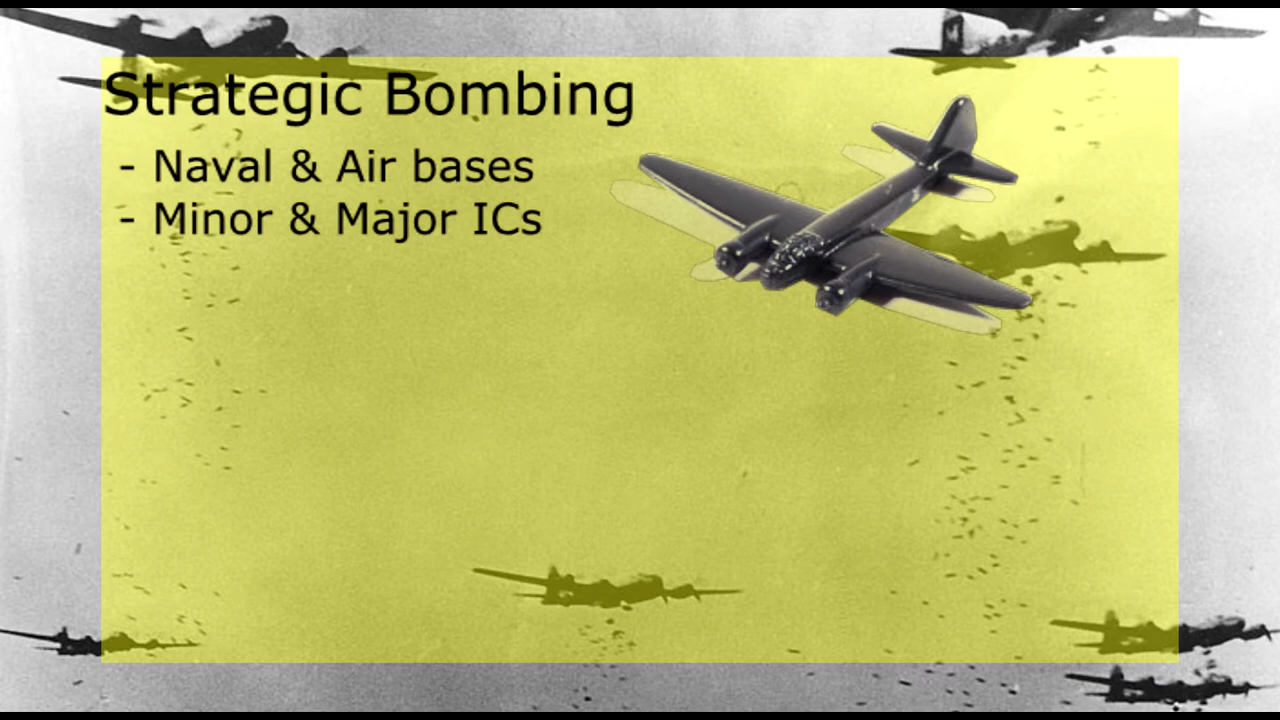 Strategic Bombing
- Naval & Air bases
- Minor & Major ICs